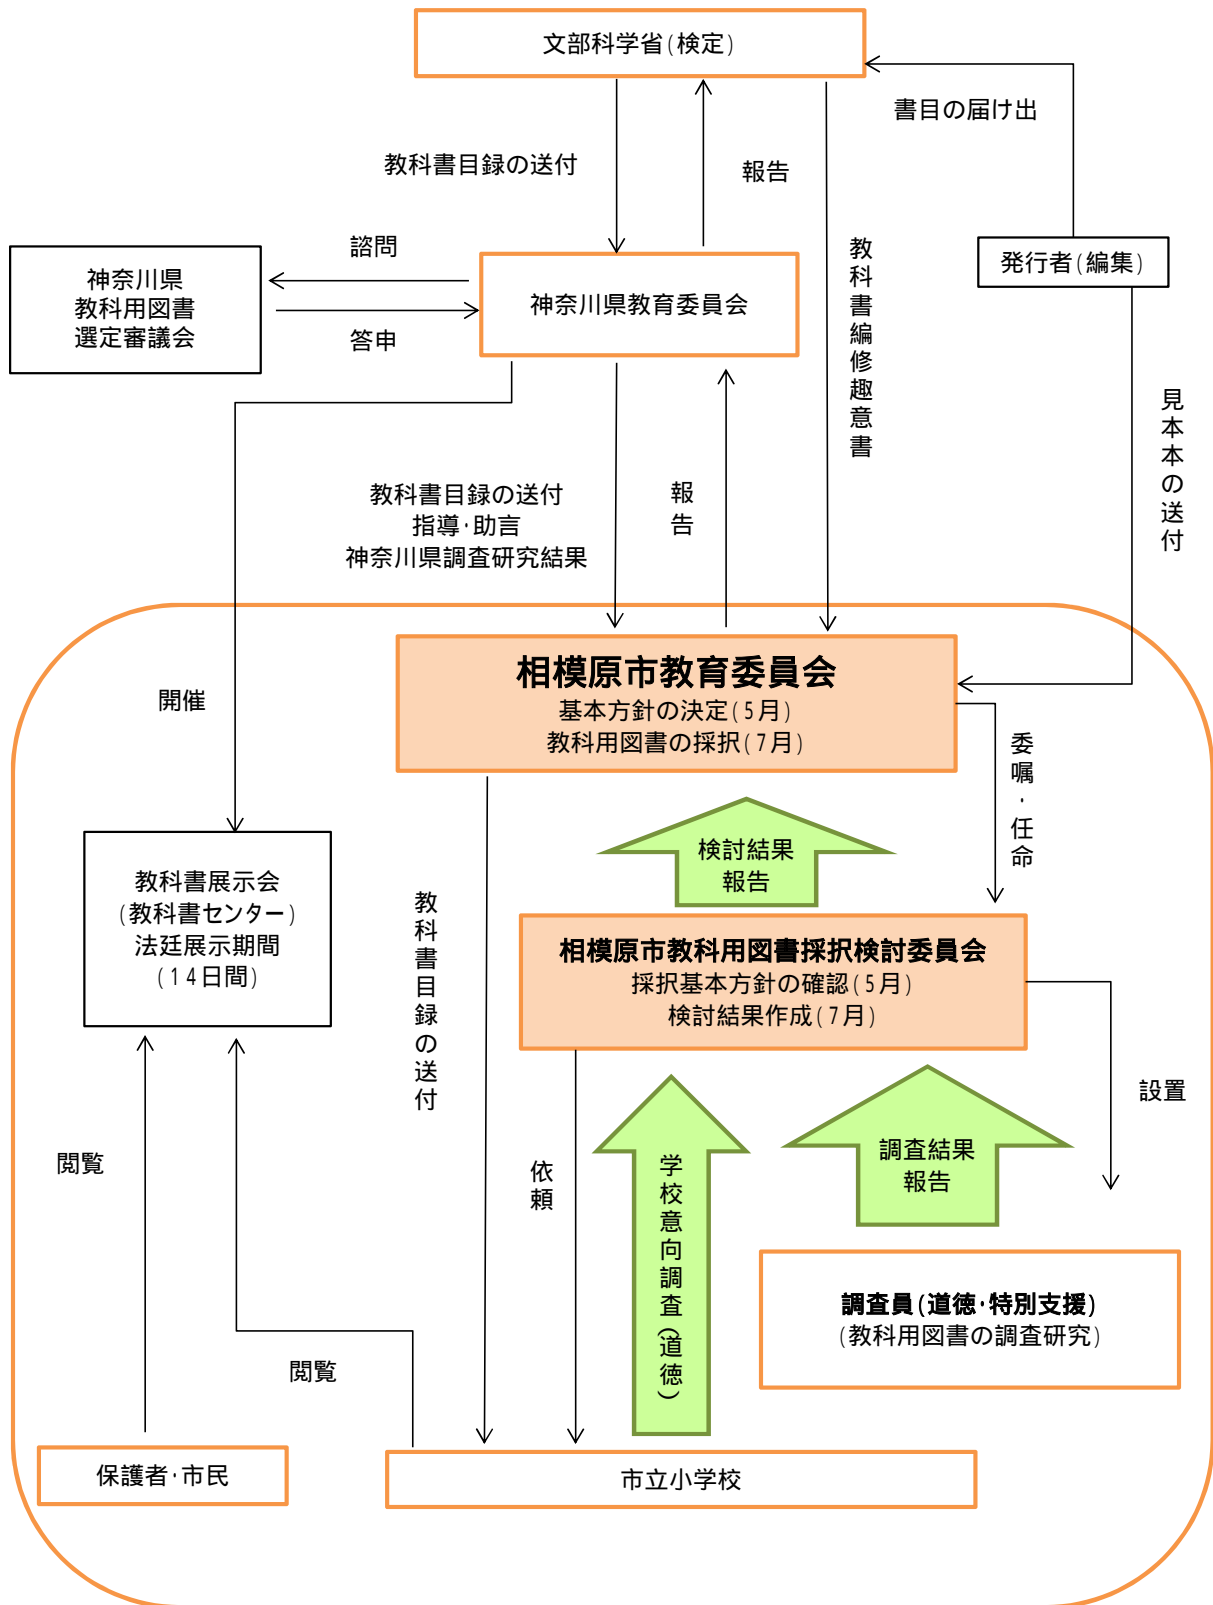 文部科学省(検定)
書目の届け出
教科書目録の送付
報告
諮問
神奈川県
教科用図書
選定審議会
答申
神奈川県教育委員会
教科書編修趣意書
発行者(編集)
見本本の送付
教科書目録の送付
指導・助言
神奈川県調査研究結果
報告
開催
相模原市教育委員会
基本方針の決定(5月)
教科用図書の採択(7月)
委嘱・任命
検討結果
報告
教科書展示会
(教科書センター)
法廷展示期間
(14日間)
教科書目録の送付
相模原市教科用図書採択検討委員会
採択基本方針の確認(5月)
検討結果作成(7月)
設置
閲覧
依頼
学校意向調査(道徳)
調査結果
報告
調査員(道徳・特別支援)
(教科用図書の調査研究)
閲覧
保護者・市民
市立小学校